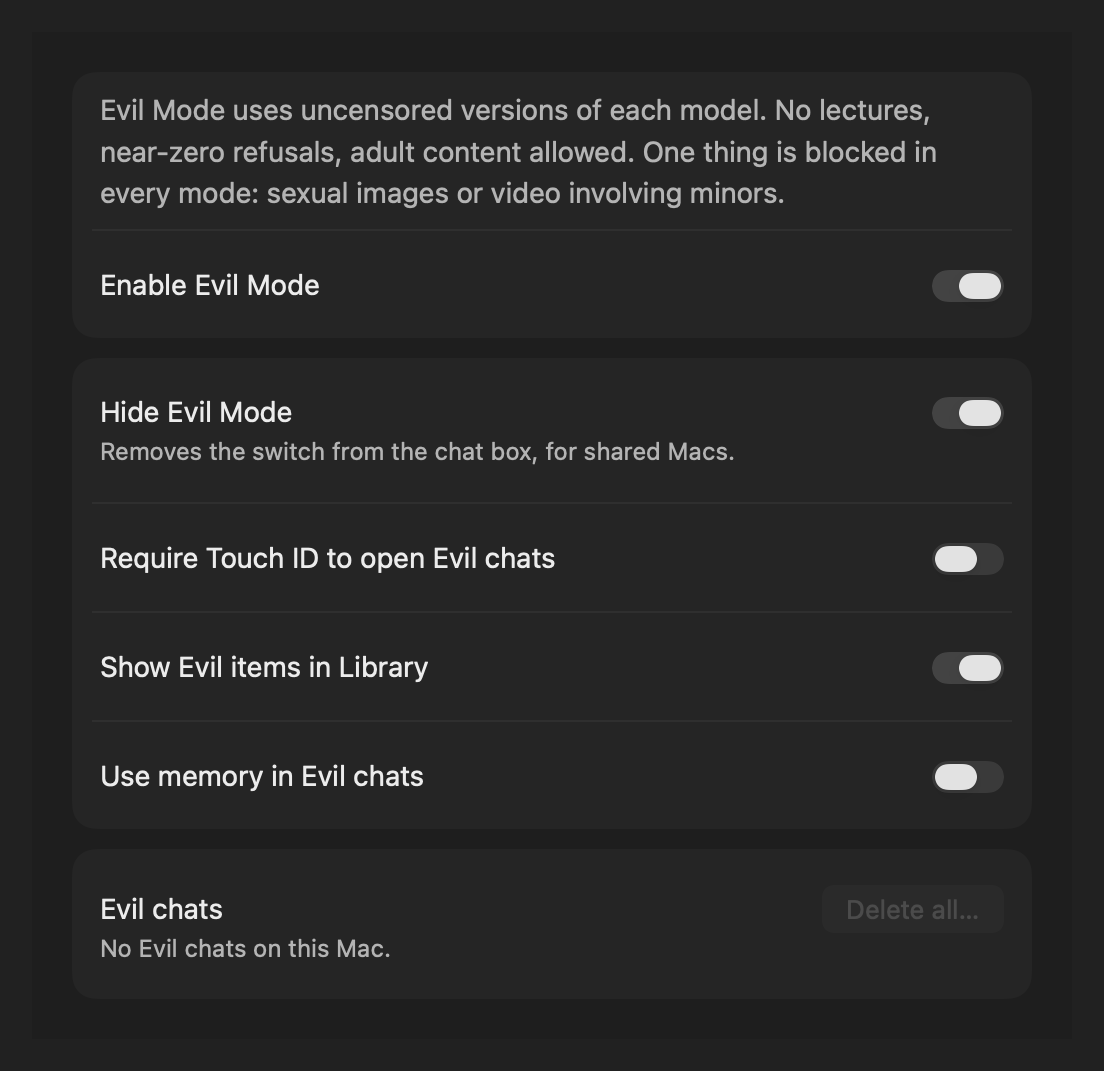 Evil Mode uses uncensored versions of each model. No lectures,
near-zero refusals, adult content allowed. One thing is blocked in
every mode: sexual images or video involving minors.
Enable Evil Mode
Hide Evil Mode
Removes the switch from the chat box, for shared Macs.
Require Touch ID to open Evil chats
Show Evil items in Library
Use memory in Evil chats
Evil chats
Delete all...
No Evil chats on this Mac.